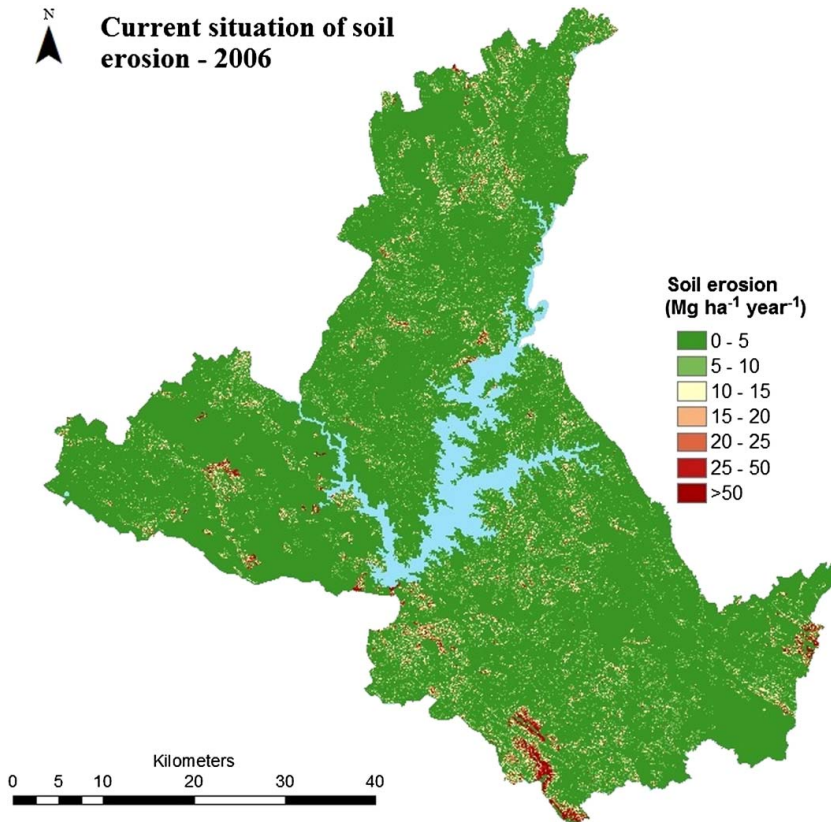 N
Current situation of soil
erosion - 2006
Soil erosion
(Mg ha⁻¹ year⁻¹)
0 - 5
5 - 10
10 - 15
15 - 20
20 - 25
25 - 50
>50
Kilometers
0 5 10 20 30 40